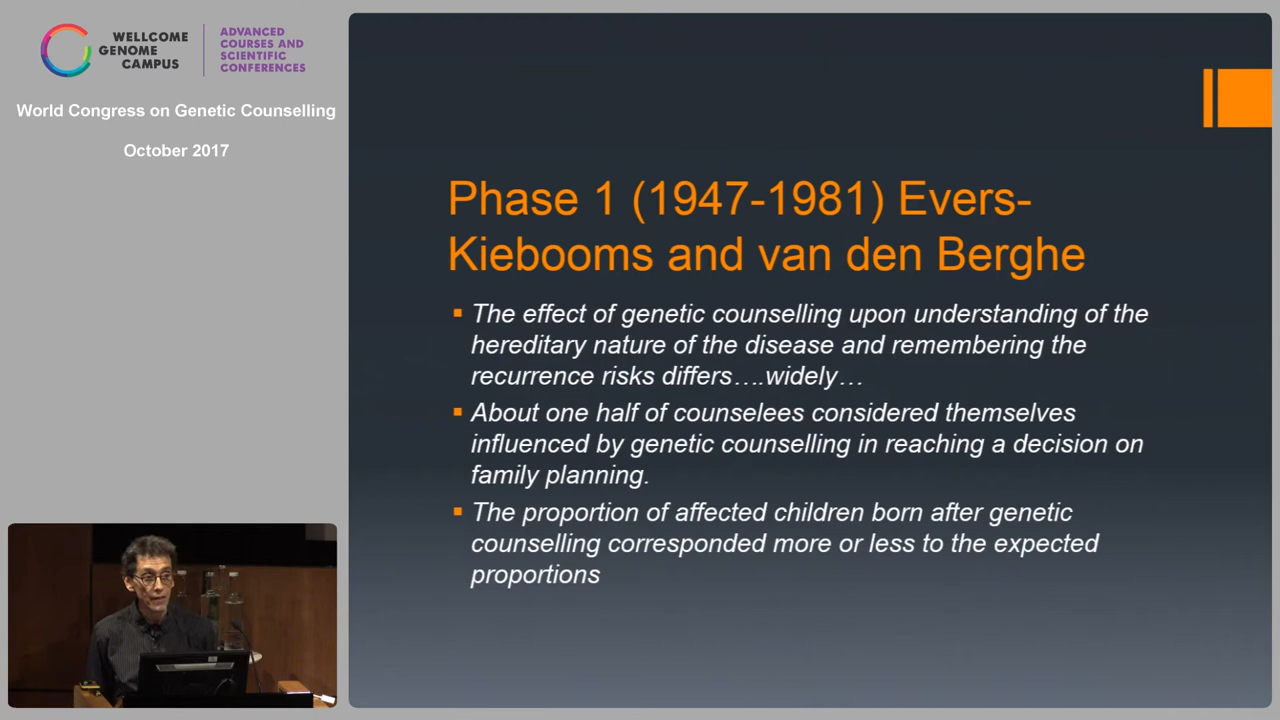 WELLCOME
GENOME
CAMPUS
ADVANCED
COURSES AND
SCIENTIFIC
CONFERENCES
World Congress on Genetic Counselling
October 2017
Phase 1 (1947-1981) Evers-
Kiebooms and van den Berghe
The effect of genetic counselling upon understanding of the
hereditary nature of the disease and remembering the
recurrence risks differs….widely…
About one half of counselees considered themselves
influenced by genetic counselling in reaching a decision on
family planning.
The proportion of affected children born after genetic
counselling corresponded more or less to the expected
proportions